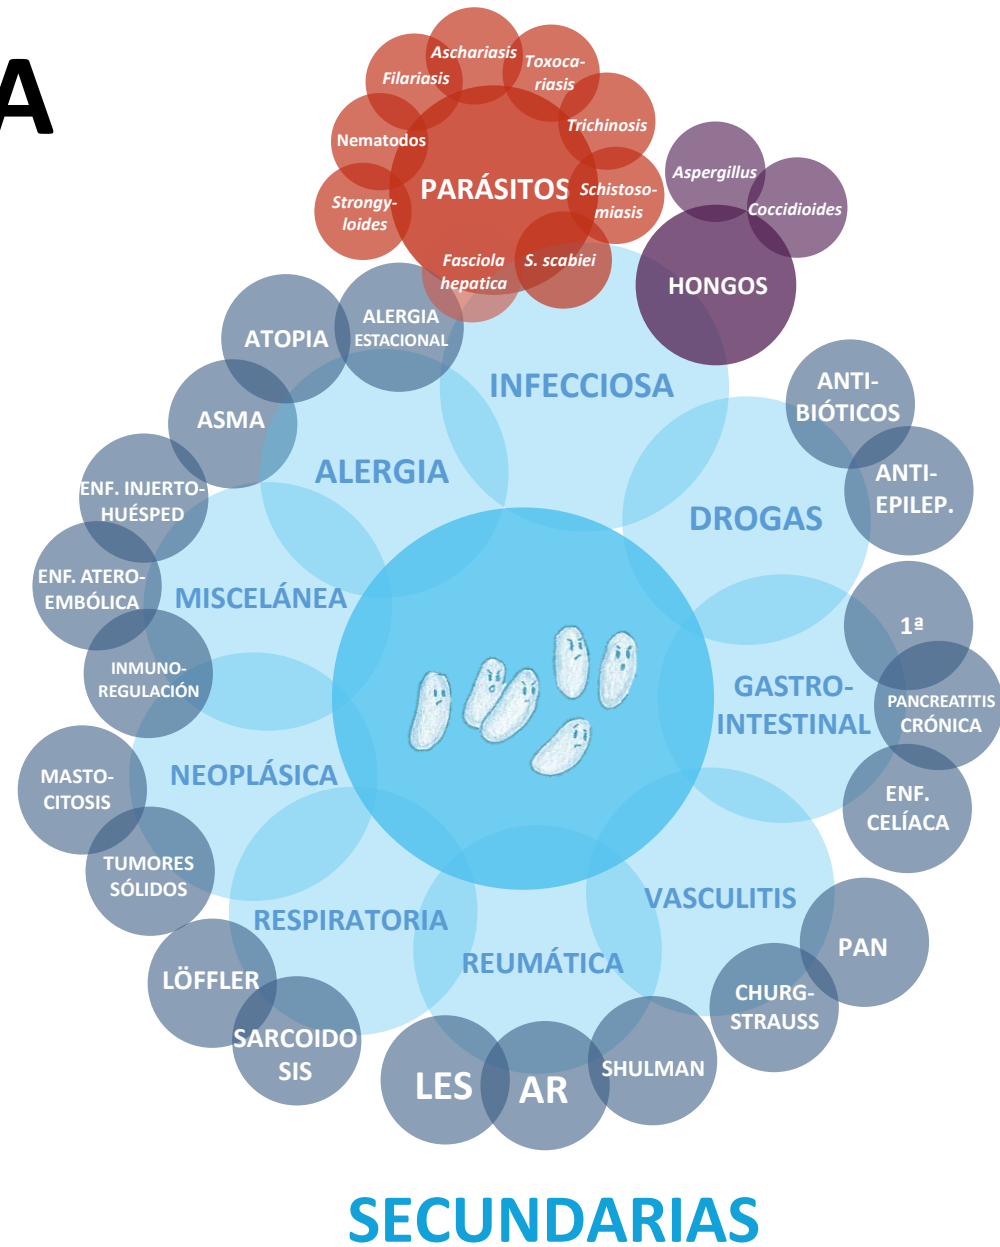 A
Aschariasis
Toxoca-
riasis
Filariasis
Trichinosis
Nematodos
PARÁSITOS
Schistoso-
miasis
Strongy-
loides
Fasciola
hepatica
S. scabiei
Aspergillus
Coccidioides
HONGOS
ALERGIA
ESTACIONAL
ATOPIA
ASMA
INFECCIOSA
ANTI-
BIÓTICOS
ANTI-
EPILEP.
ALERGIA
DROGAS
ENF. INJERTO-
HUÉSPED
ENF. ATERO-
EMBÓLICA
MISCELÁNEA
INMUNO-
REGULACIÓN
1ª
GASTRO-
INTESTINAL
PANCREATITIS
CRÓNICA
ENF.
CELÍACA
NEOPLÁSICA
MASTO-
CITOSIS
TUMORES
SÓLIDOS
RESPIRATORIA
REUMÁTICA
VASCULITIS
PAN
CHURG-
STRAUSS
LÖFFLER
SARCOIDO
SIS
LES
AR
SHULMAN
SECUNDARIAS